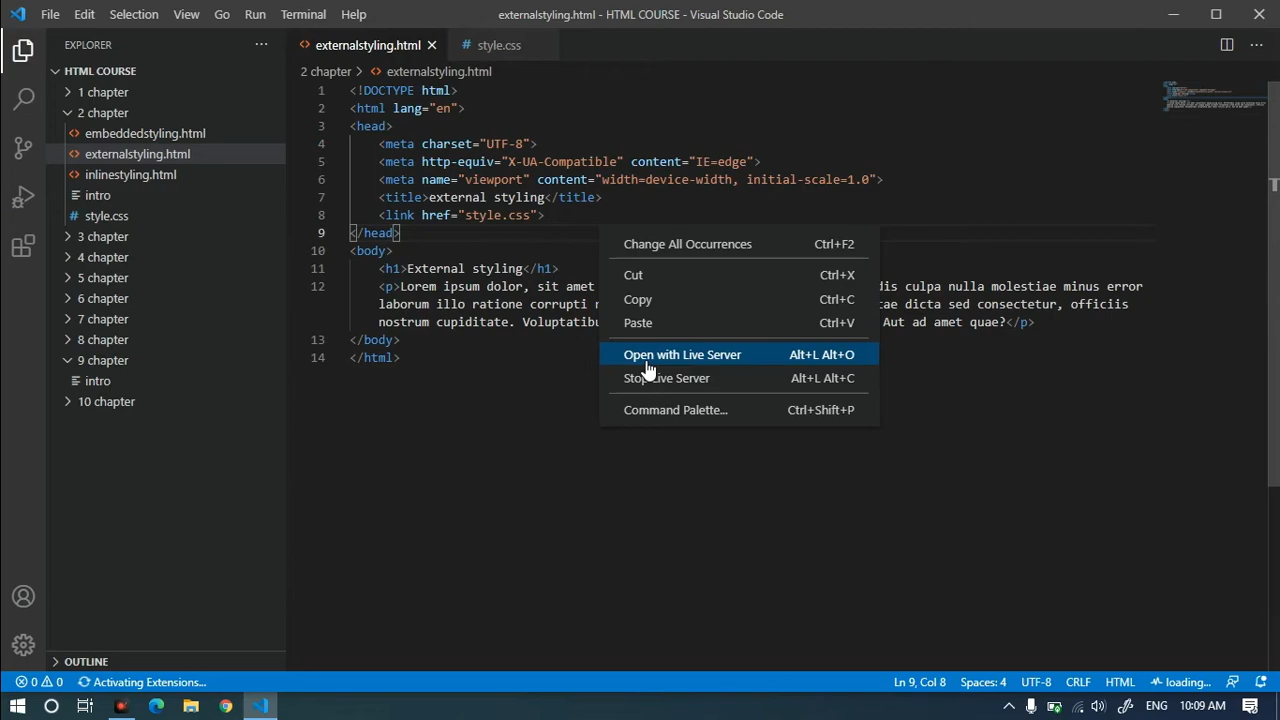 File Edit Selection View Go Run Terminal Help externalstyling.html - HTML COURSE - Visual Studio Code
EXPLORER
externalstyling.html
style.css
HTML COURSE
2 chapter > externalstyling.html
1 chapter
2 chapter
embeddedstyling.html
externalstyling.html
inlinestyling.html
intro
style.css
3 chapter
4 chapter
5 chapter
6 chapter
7 chapter
8 chapter
9 chapter
intro
10 chapter
OUTLINE
1 <!DOCTYPE html>
2 <html lang="en">
3 <head>
4 <meta charset="UTF-8">
5 <meta http-equiv="X-UA-Compatible" content="IE=edge">
6 <meta name="viewport" content="width=device-width, initial-scale=1.0">
7 <title>external styling</title>
8 <link href="style.css">
9 </head>
10 <body>
11 <h1>External styling</h1>
12 <p>Lorem ipsum dolor, sit amet dis culpa nulla molestiae minus error
laborum illo ratione corrupti tae dicta sed consectetur, officiis
nostrum cupiditate. Aut ad amet quae?</p>
13 </body>
14 </html>
Change All Occurrences Ctrl+F2
Cut Ctrl+X
Copy Ctrl+C
Paste Ctrl+V
Open with Live Server Alt+L Alt+O
Stop Live Server Alt+L Alt+C
Command Palette... Ctrl+Shift+P
0 0 Activating Extensions... Ln 9, Col 8 Spaces: 4 UTF-8 CRLF HTML loading...
ENG 10:09 AM